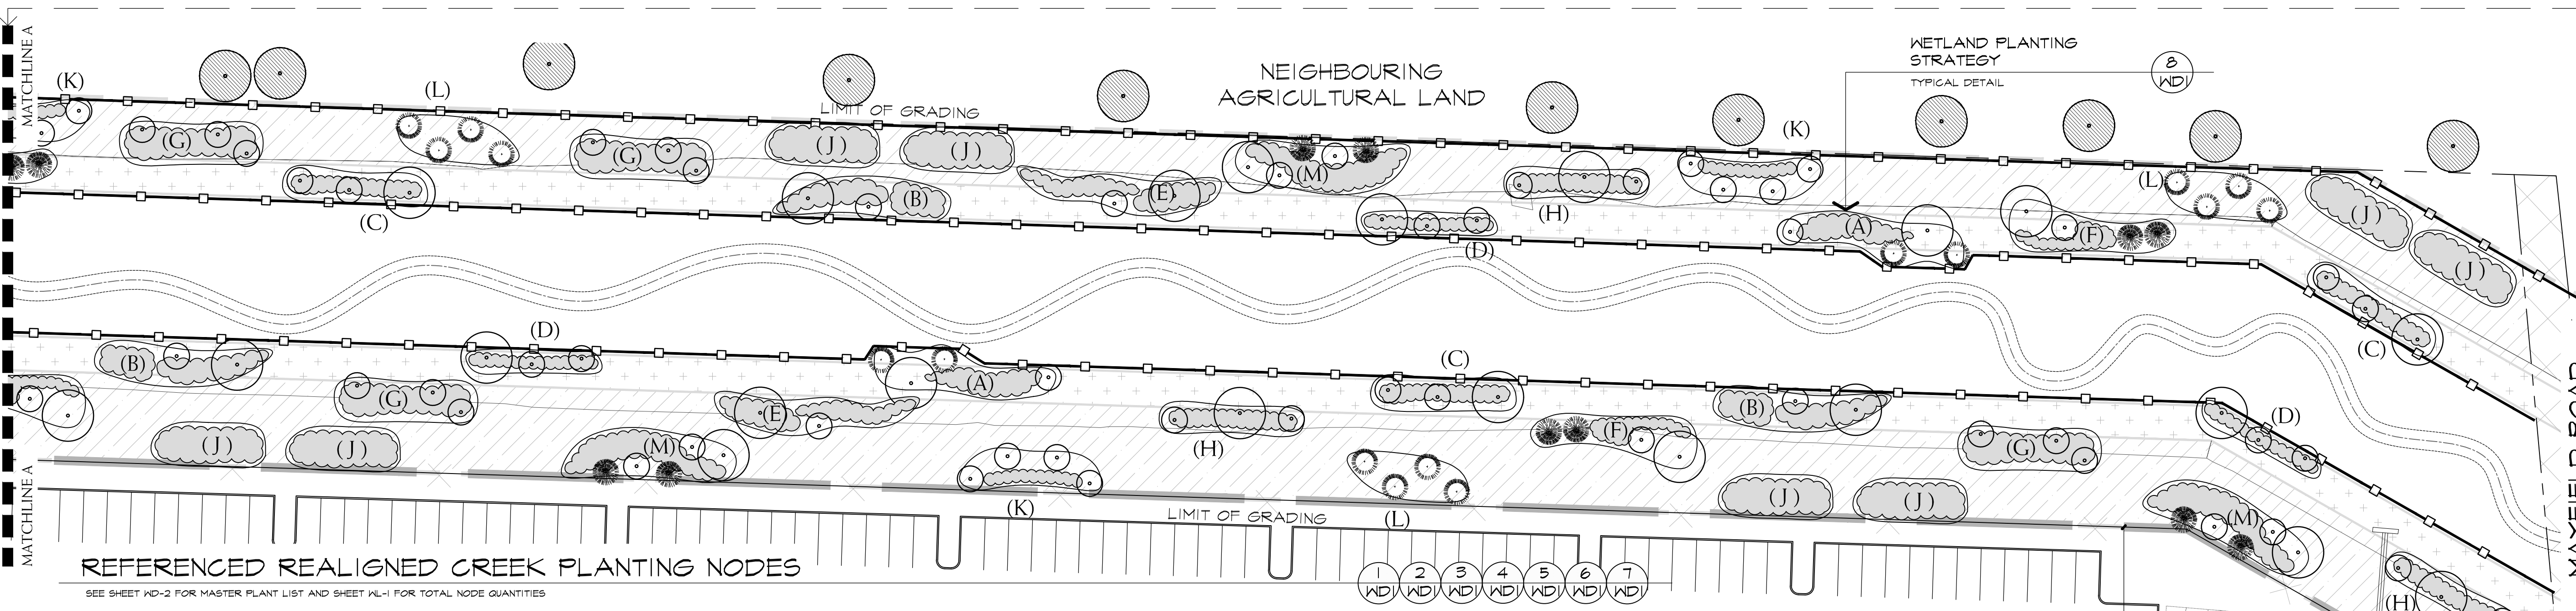 MATCHLINE A
(K)
(L)
NEIGHBOURING
AGRICULTURAL LAND
WETLAND PLANTING
STRATEGY
TYPICAL DETAIL
8
WD1
LIMIT OF GRADING
(K)
(G)
(G)
(J)
(J)
(M)
(L)
(C)
(B)
(E)
(H)
(D)
(A)
(F)
(J)
(J)
(C)
(D)
(B)
(G)
(J)
(J)
(E)
(M)
(A)
(K)
(H)
(C)
(L)
(F)
(B)
(J)
(J)
(G)
(D)
(M)
(H)
MATCHLINE A
LIMIT OF GRADING
REFERENCED REALIGNED CREEK PLANTING NODES
SEE SHEET WD-2 FOR MASTER PLANT LIST AND SHEET WL-1 FOR TOTAL NODE QUANTITIES
1 2 3 4 5 6 7
WD1 WD1 WD1 WD1 WD1 WD1 WD1